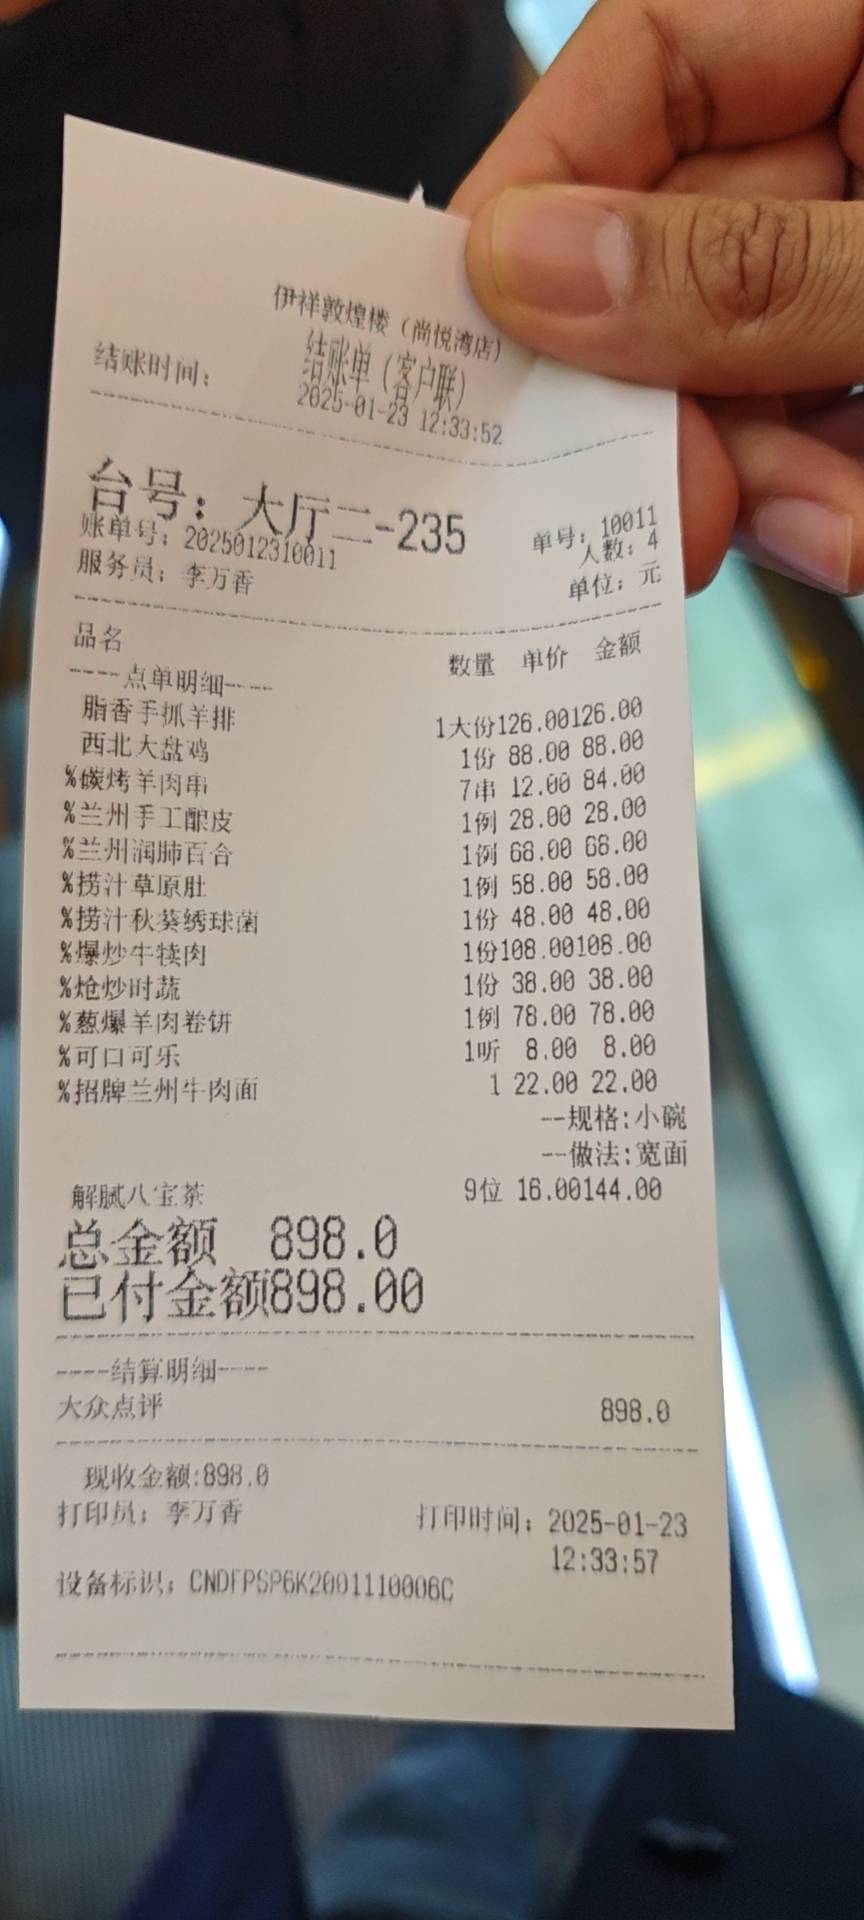 伊祥敦煌楼（尚悦湾店）
结账单（客户联）
结账时间： 2025-01-23 12:33:52
台号：大厅二-235
单号：10011
账单号：2025012310011 人数：4
服务员：李万香 单位：元
品名 数量 单价 金额
----点单明细----
脂香手抓羊排 1大份126.00126.00
西北大盘鸡 1份 88.00 88.00
%碳烤羊肉串 7串 12.00 84.00
%兰州手工酿皮 1例 28.00 28.00
%兰州润肺百合 1例 68.00 68.00
%捞汁草原肚 1例 58.00 58.00
%捞汁秋葵绣球菌 1份 48.00 48.00
%爆炒牛犊肉 1份108.00108.00
%炝炒时蔬 1份 38.00 38.00
%葱爆羊肉卷饼 1例 78.00 78.00
%可口可乐 1听 8.00 8.00
%招牌兰州牛肉面 1 22.00 22.00
--规格:小碗
--做法:宽面
解腻八宝茶 9位 16.00144.00
总金额 898.0
已付金额898.00
----结算明细----
大众点评 898.0
现收金额:898.0
打印员：李万香 打印时间：2025-01-23
12:33:57
设备标识：CNDFPSP6K2001110006C